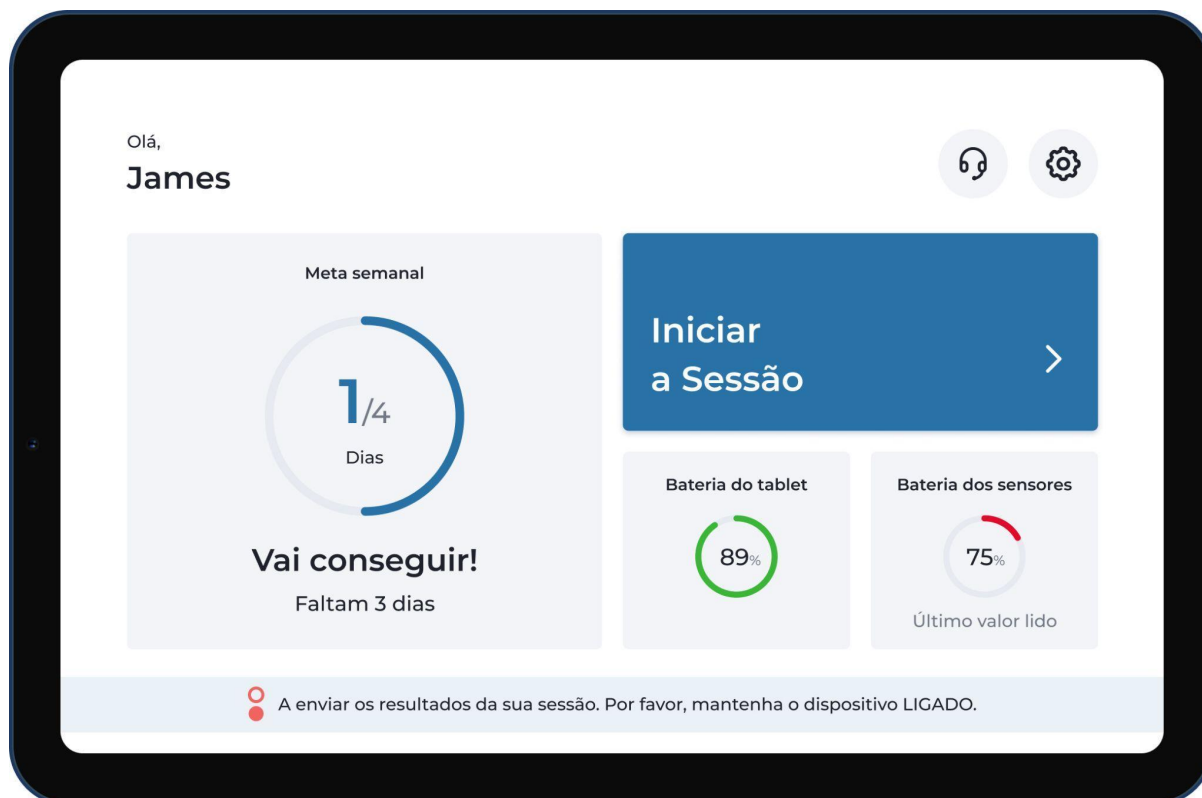 Olá,
James
Meta semanal
1/4
Dias
Vai conseguir!
Faltam 3 dias
Iniciar
a Sessão
Bateria do tablet
89%
Bateria dos sensores
75%
Último valor lido
A enviar os resultados da sua sessão. Por favor, mantenha o dispositivo LIGADO.